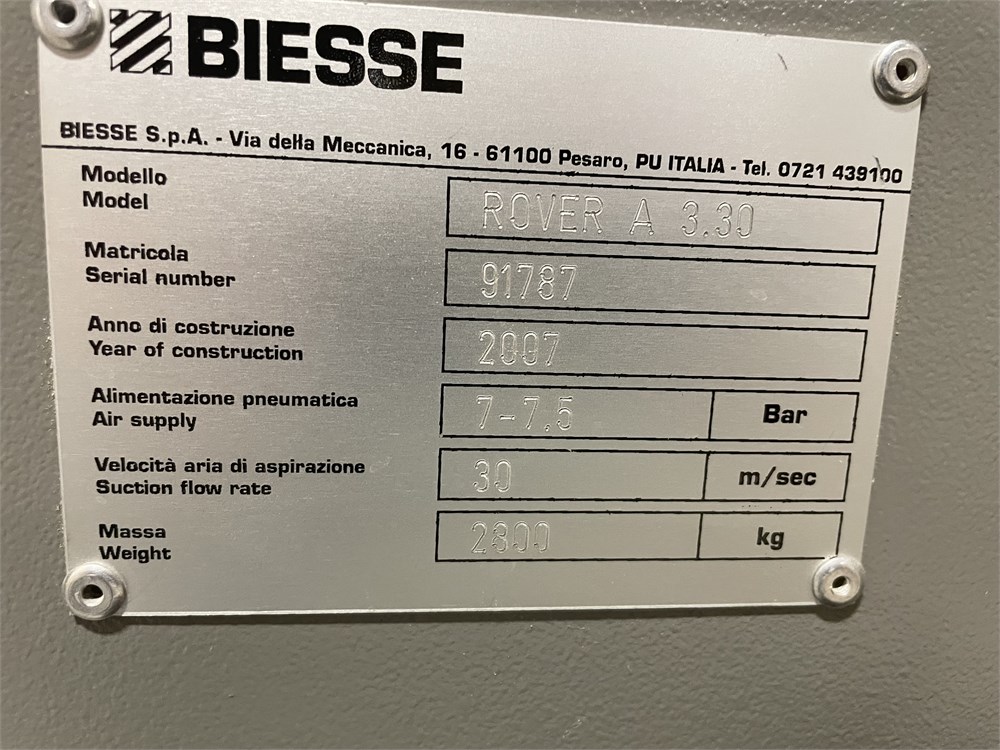 BIESSE
BIESSE S.p.A. - Via della Meccanica, 16 - 61100 Pesaro, PU ITALIA - Tel. 0721 439100
Modello
Model
ROVER A 3.30
Matricola
Serial number
91787
Anno di costruzione
Year of construction
2007
Alimentazione pneumatica
Air supply
7-7.5
Bar
Velocità aria di aspirazione
Suction flow rate
30
m/sec
Massa
Weight
2800
kg